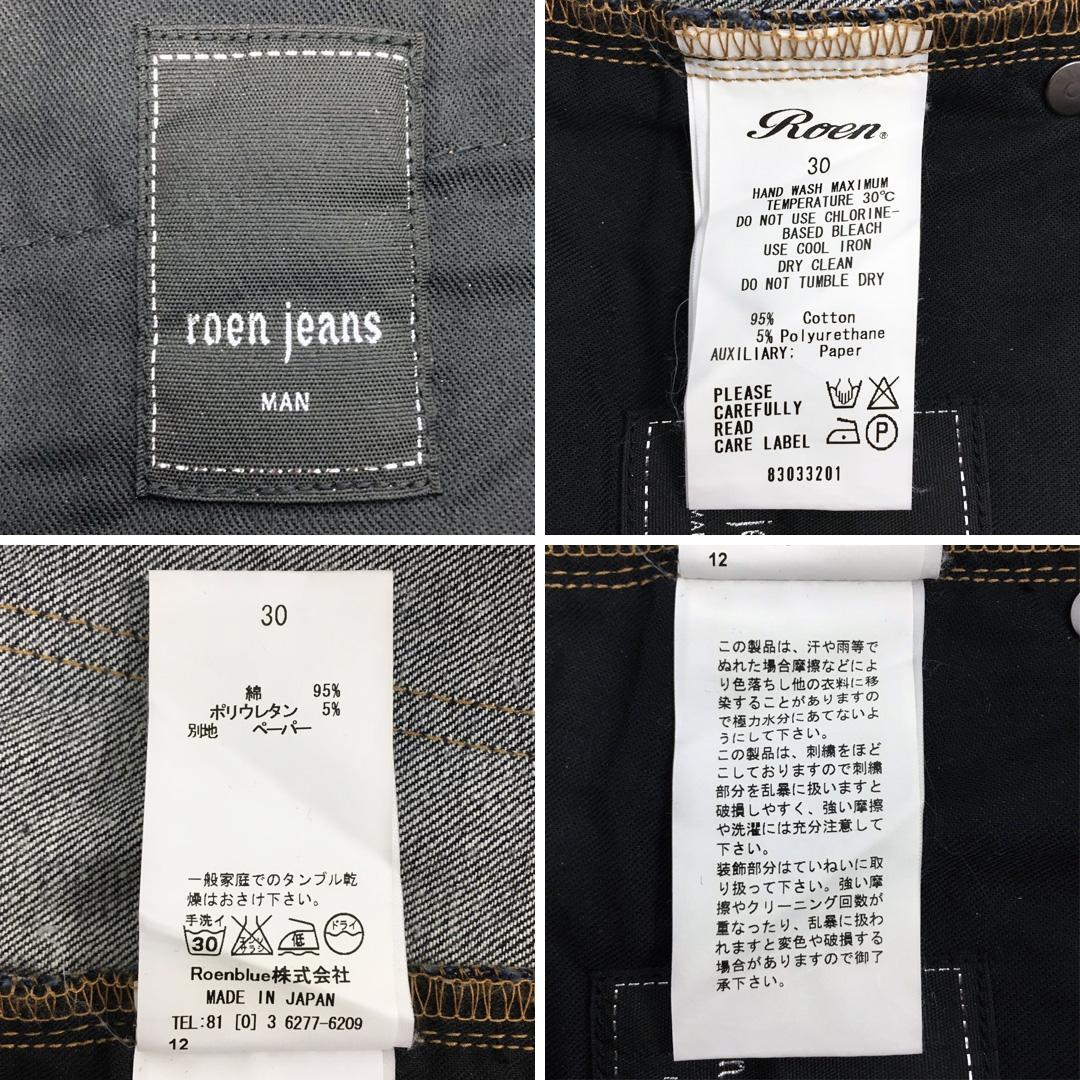 roen jeans
MAN
Roen®
30
HAND WASH MAXIMUM
TEMPERATURE 30℃
DO NOT USE CHLORINE-
BASED BLEACH
USE COOL IRON
DRY CLEAN
DO NOT TUMBLE DRY
95% Cotton
5% Polyurethane
AUXILIARY: Paper
PLEASE
CAREFULLY
READ
CARE LABEL
P
83033201
30
綿 95%
ポリウレタン 5%
別地 ペーパー
一般家庭でのタンブル乾
燥はおさけ下さい。
手洗イ
30
エンソ
サラシ
低
ドライ
Roenblue株式会社
MADE IN JAPAN
TEL:81 [0] 3 6277-6209
12
12
この製品は、汗や雨等で
ぬれた場合摩擦などによ
り色落ちし他の衣料に移
染することがありますの
で極力水分にあてないよ
うにして下さい。
この製品は、刺繍をほど
こしておりますので刺繍
部分を乱暴に扱いますと
破損しやすく、強い摩擦
や洗濯には充分注意して
下さい。
装飾部分はていねいに取
り扱って下さい。強い摩
擦やクリーニング回数が
重なったり、乱暴に扱わ
れますと変色や破損する
場合がありますので御了
承下さい。